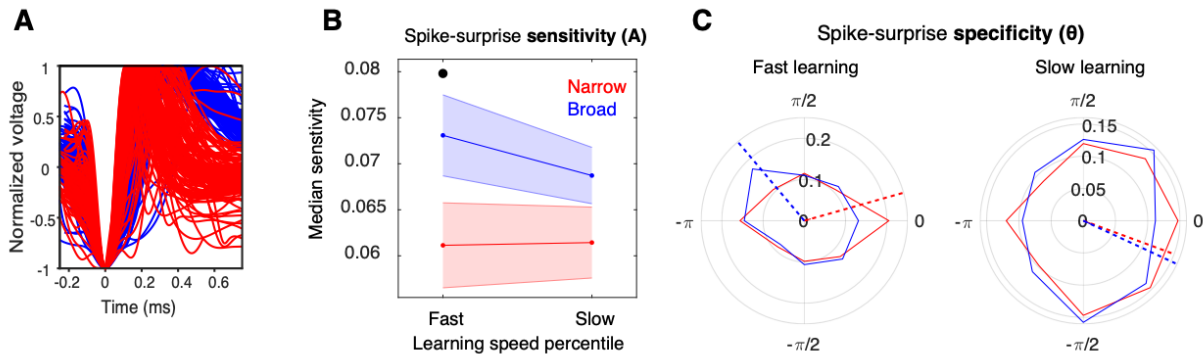 A
Normalized voltage
1
0.5
0
-0.5
-1
-0.2
0
0.2
0.4
0.6
Time (ms)
B
Spike-surprise sensitivity (A)
Median senstivity
0.08
0.075
0.07
0.065
0.06
Narrow
Broad
Fast
Slow
Learning speed percentile
C
Spike-surprise specificity (θ)
Fast learning
π/2
0.2
0.1
0
-π
0
-π/2
Slow learning
π/2
0.15
0.1
0.05
0
-π
0
-π/2